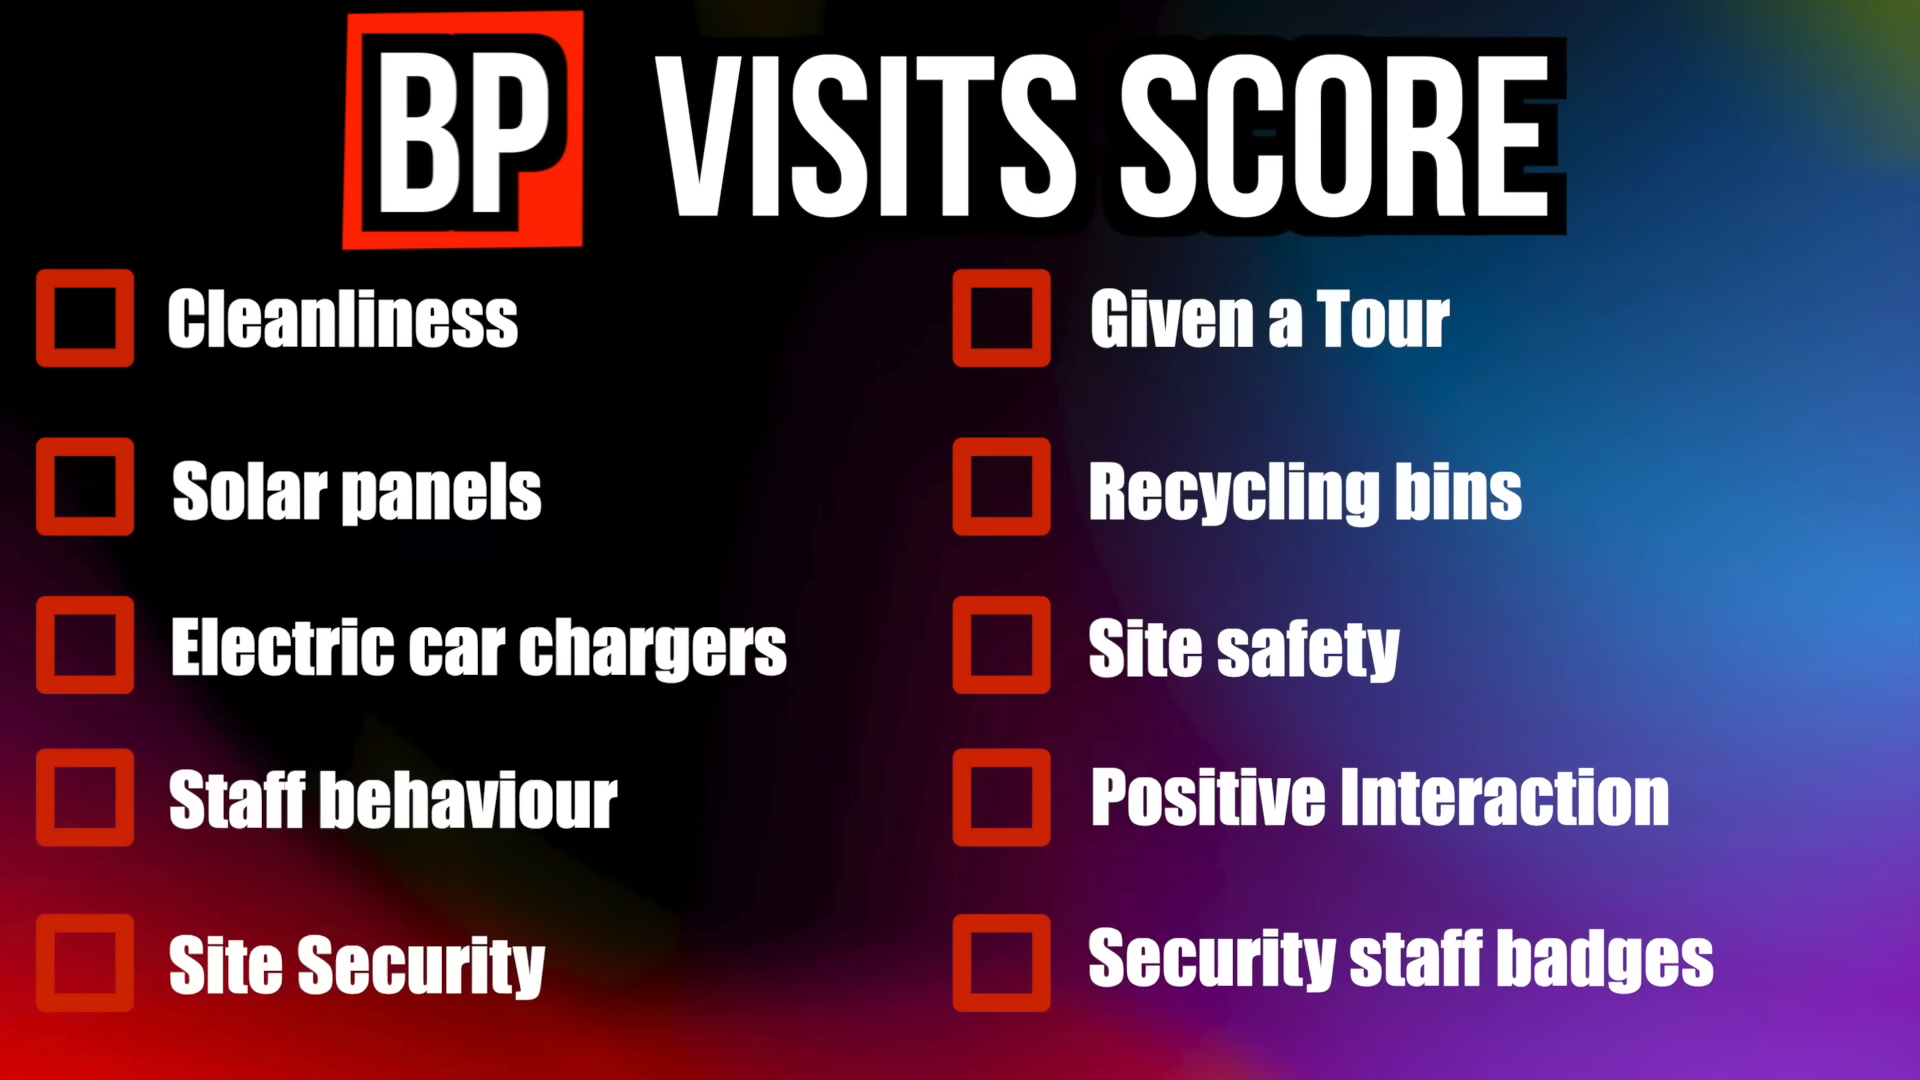 BP VISITS SCORE
Cleanliness
Solar panels
Electric car chargers
Staff behaviour
Site Security
Given a Tour
Recycling bins
Site safety
Positive Interaction
Security staff badges